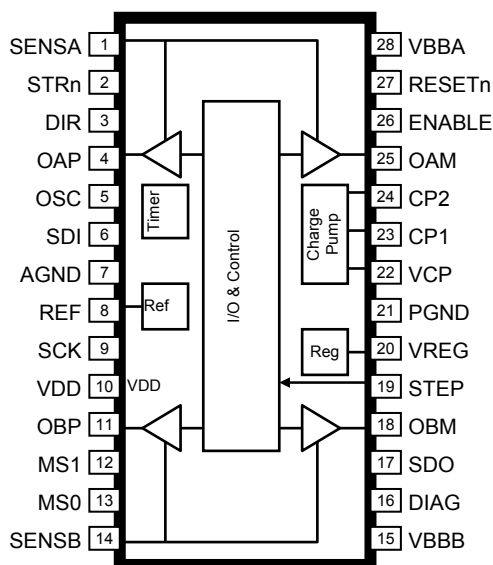 SENSA 1
STRn 2
DIR 3
OAP 4
OSC 5
SDI 6
AGND 7
REF 8
SCK 9
VDD 10 VDD
OBP 11
MS1 12
MS0 13
SENSB 14
Timer
Ref
I/O & Control
Charge
Pump
Reg
28 VBBA
27 RESETn
26 ENABLE
25 OAM
24 CP2
23 CP1
22 VCP
21 PGND
20 VREG
19 STEP
18 OBM
17 SDO
16 DIAG
15 VBBB